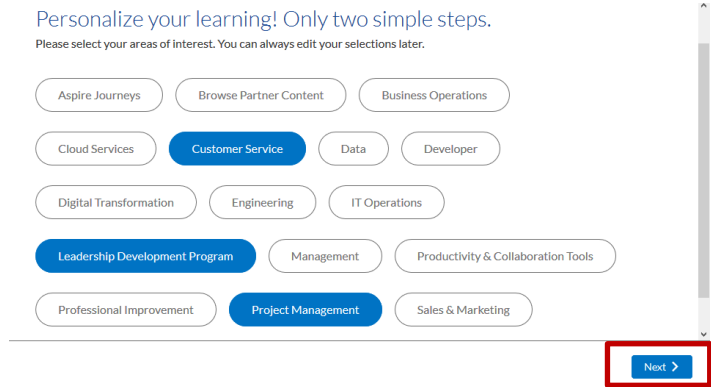 Personalize your learning! Only two simple steps.
Please select your areas of interest. You can always edit your selections later.
Aspire Journeys Browse Partner Content Business Operations
Cloud Services Customer Service Data Developer
Digital Transformation Engineering IT Operations
Leadership Development Program Management Productivity & Collaboration Tools
Professional Improvement Project Management Sales & Marketing
Next